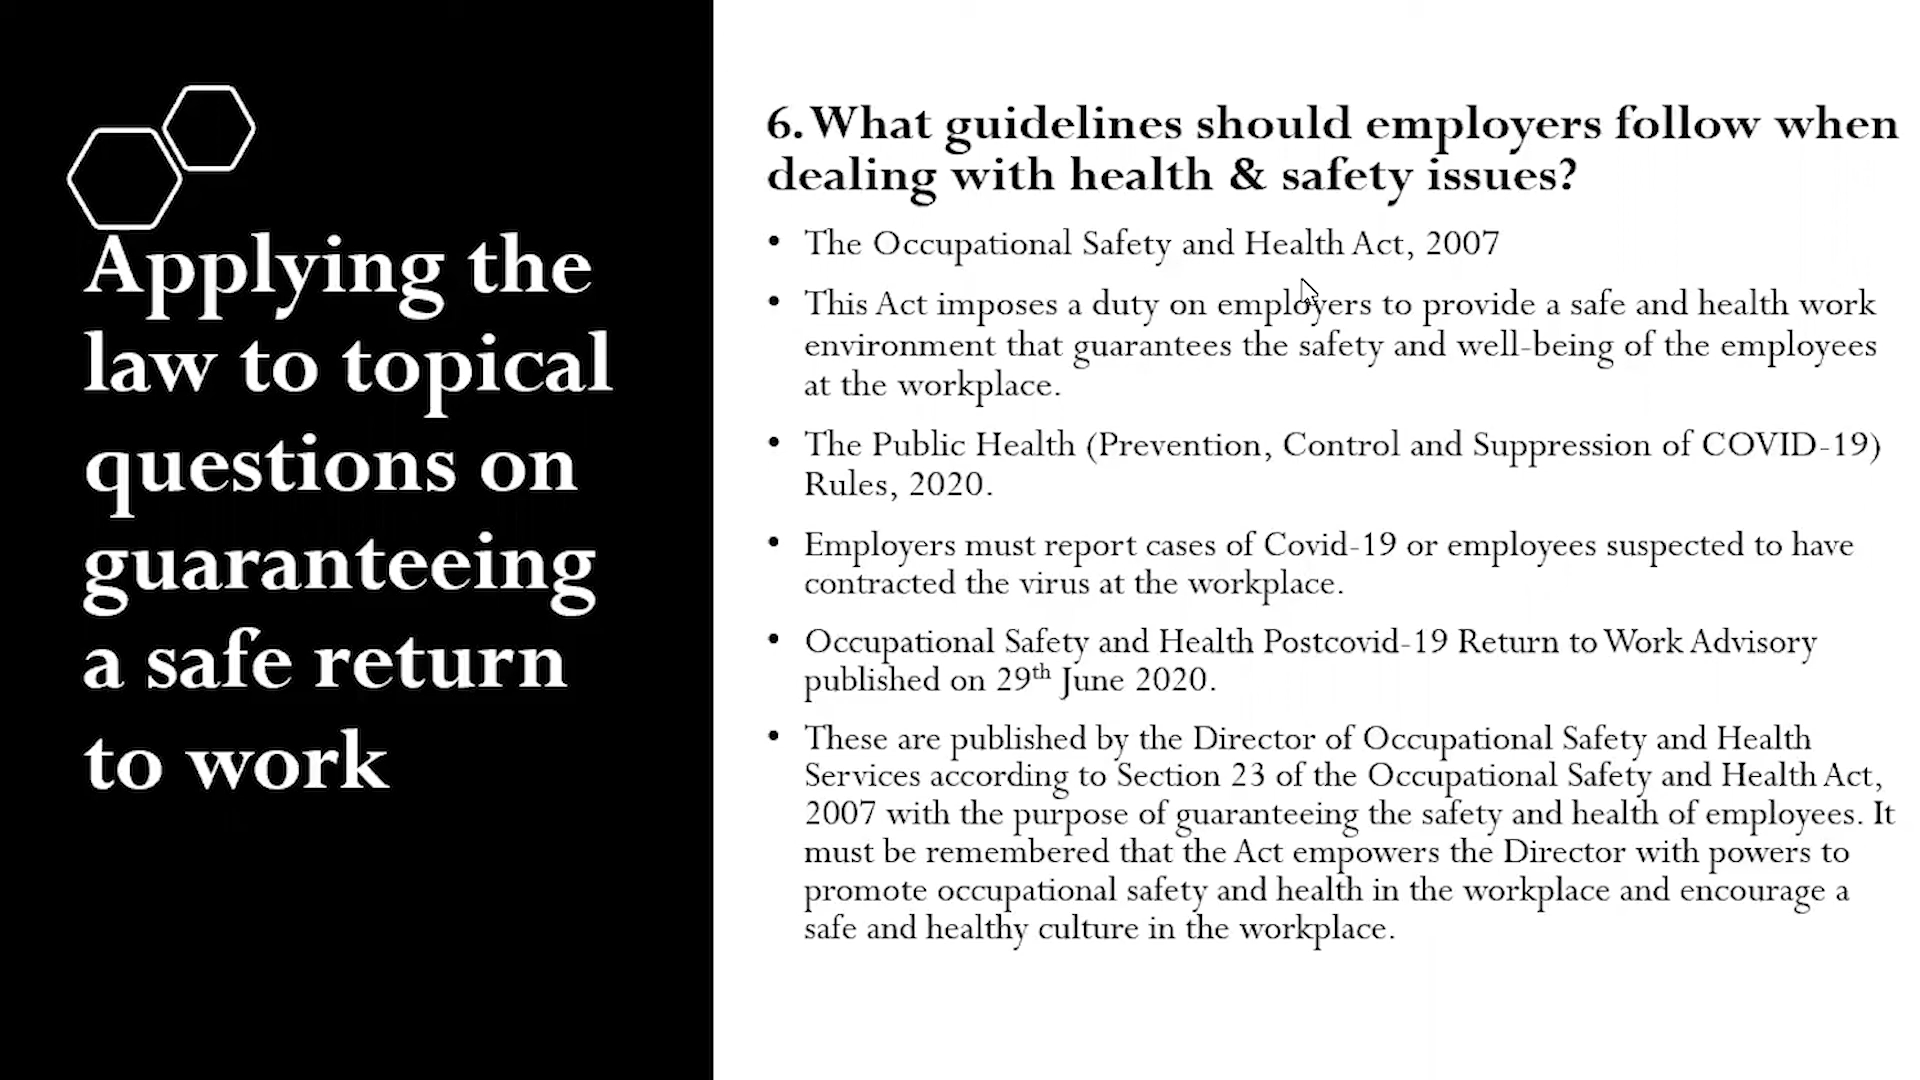 Applying the
law to topical
questions on
guaranteeing
a safe return
to work
6. What guidelines should employers follow when
dealing with health & safety issues?
• The Occupational Safety and Health Act, 2007
• This Act imposes a duty on employers to provide a safe and health work
environment that guarantees the safety and well-being of the employees
at the workplace.
• The Public Health (Prevention, Control and Suppression of COVID-19)
Rules, 2020.
• Employers must report cases of Covid-19 or employees suspected to have
contracted the virus at the workplace.
• Occupational Safety and Health Postcovid-19 Return to Work Advisory
published on 29th June 2020.
• These are published by the Director of Occupational Safety and Health
Services according to Section 23 of the Occupational Safety and Health Act,
2007 with the purpose of guaranteeing the safety and health of employees. It
must be remembered that the Act empowers the Director with powers to
promote occupational safety and health in the workplace and encourage a
safe and healthy culture in the workplace.